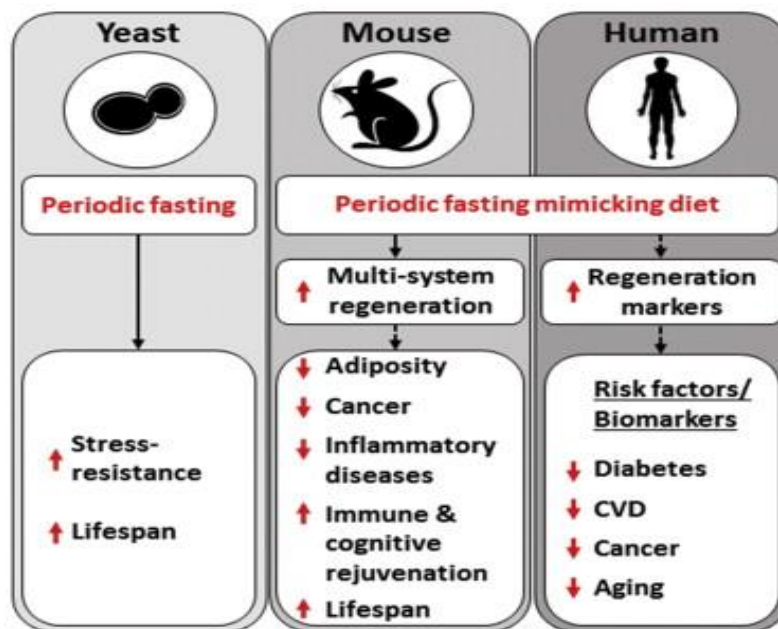 Yeast
Mouse
Human
Periodic fasting
Periodic fasting mimicking diet
Multi-system
regeneration
Regeneration
markers
Stress-
resistance
Lifespan
Adiposity
Cancer
Inflammatory
diseases
Immune &
cognitive
rejuvenation
Lifespan
Risk factors/
Biomarkers
Diabetes
CVD
Cancer
Aging